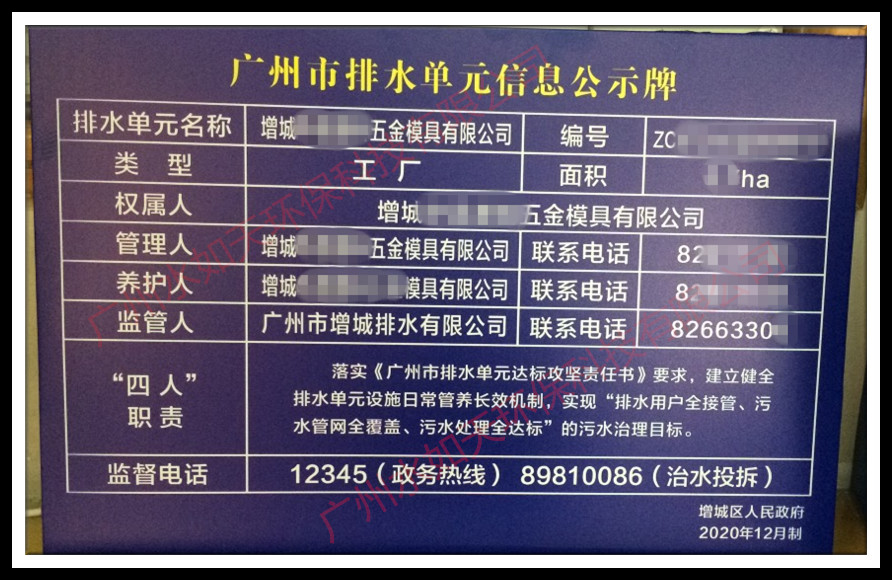 广州市排水单元信息公示牌
排水单元名称 增城 五金模具有限公司 编号 ZC
类 型 工 厂 面积 ha
权属人 增城 五金模具有限公司
管理人 增城 五金模具有限公司 联系电话 82
养护人 增城 模具有限公司 联系电话 82
监管人 广州市增城排水有限公司 联系电话 8266330
“四人” 职责
落实《广州市排水单元达标攻坚责任书》要求，建立健全
排水单元设施日常管养长效机制，实现“排水用户全接管、污
水管网全覆盖、污水处理全达标”的污水治理目标。
监督电话 12345（政务热线） 89810086（治水投拆）
增城区人民政府
2020年12月制